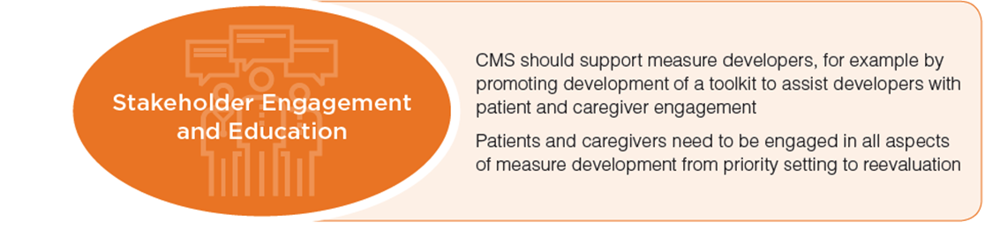 Stakeholder Engagement
and Education
CMS should support measure developers, for example by
promoting development of a toolkit to assist developers with
patient and caregiver engagement
Patients and caregivers need to be engaged in all aspects
of measure development from priority setting to reevaluation